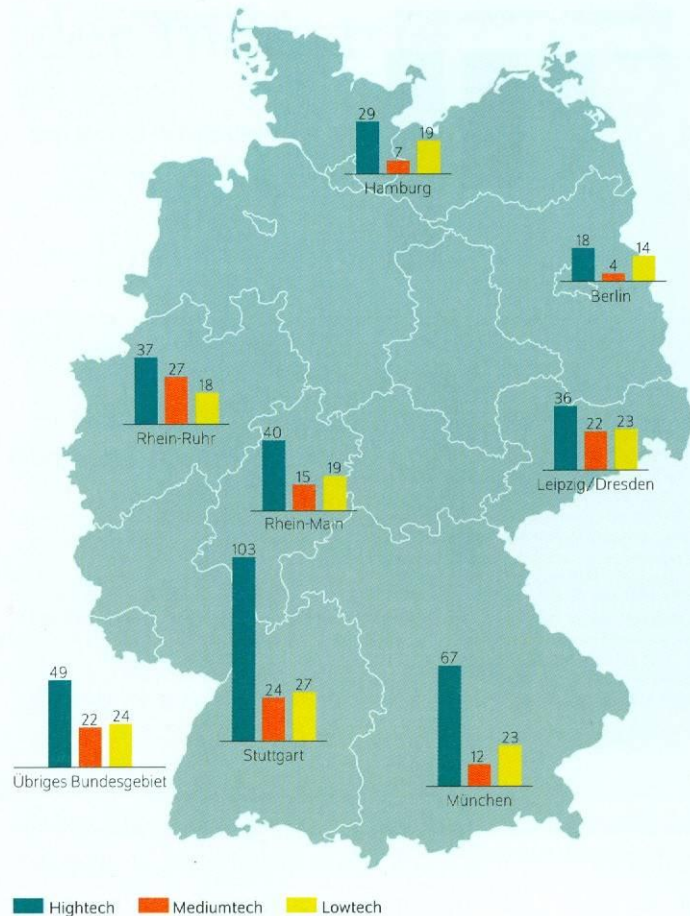 29
7
19
Hamburg
18
4
14
Berlin
37
27
18
Rhein-Ruhr
36
22
23
Leipzig/Dresden
40
15
19
Rhein-Main
103
24
27
Stuttgart
67
12
23
München
49
22
24
Übriges Bundesgebiet
Hightech Mediumtech Lowtech